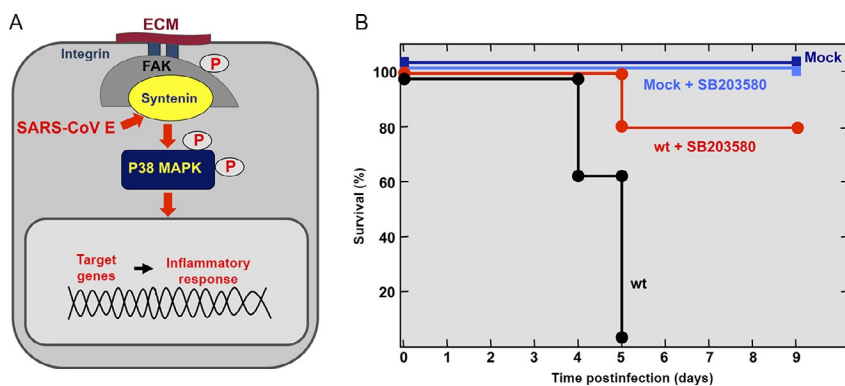 A
ECM
Integrin
FAK
P
Syntenin
SARS-CoV E
P
P38 MAPK
P
Target
genes
Inflammatory
response
B
Survival (%)
100
80
60
40
20
Mock
Mock + SB203580
wt + SB203580
wt
0 1 2 3 4 5 6 7 8 9
Time postinfection (days)